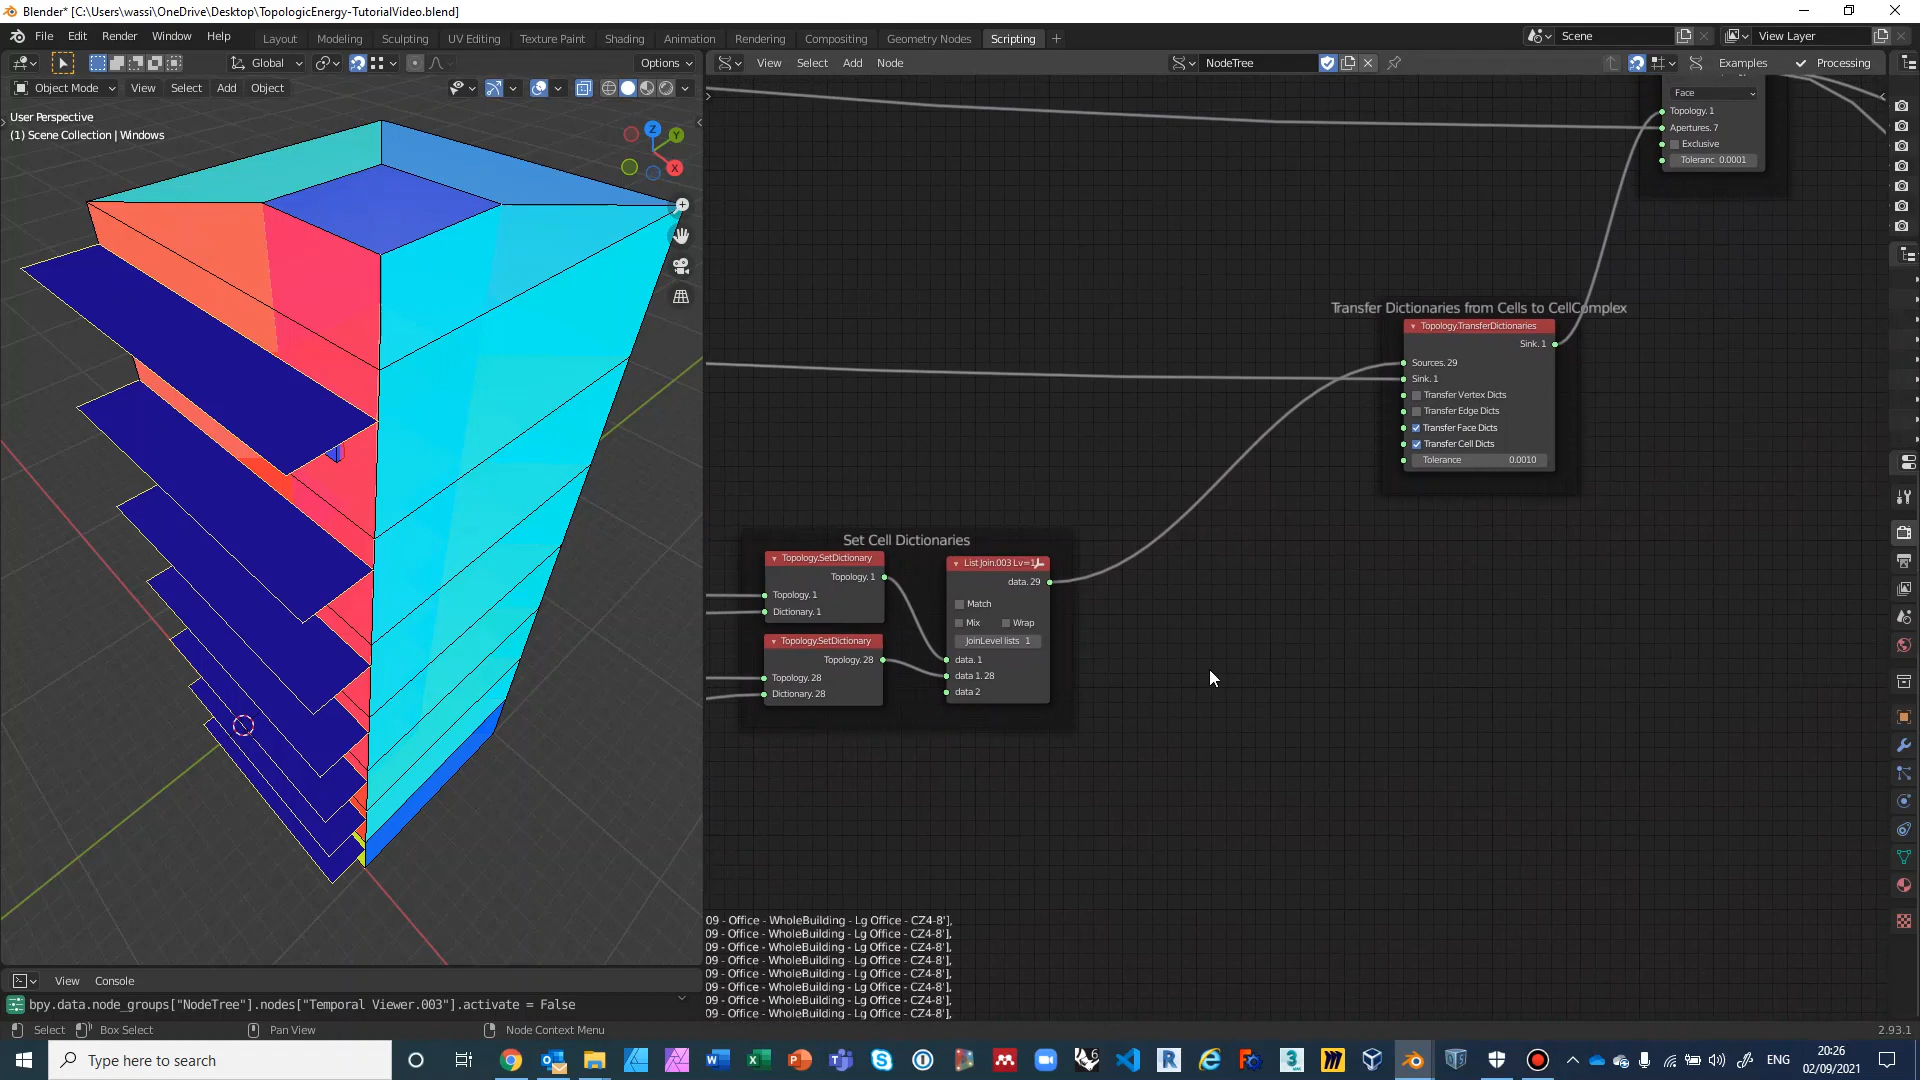 Blender* [C:\Users\wassi\OneDrive\Desktop\TopologicEnergy-TutorialVideo.blend]
File Edit Render Window Help
Layout Modeling Sculpting UV Editing Texture Paint Shading Animation Rendering Compositing Geometry Nodes Scripting +
Scene
View Layer
Global
Options
View Select Add Node
NodeTree
Examples
Processing
Object Mode View Select Add Object
User Perspective
(1) Scene Collection | Windows
Z
Y
X
Face
Topology. 1
Apertures. 7
Exclusive
Toleranc 0.0001
Transfer Dictionaries from Cells to CellComplex
Topology.TransferDictionaries
Sink. 1
Sources. 29
Sink. 1
Transfer Vertex Dicts
Transfer Edge Dicts
Transfer Face Dicts
Transfer Cell Dicts
Tolerance 0.0010
Set Cell Dictionaries
Topology.SetDictionary
Topology. 1
Topology. 1
Dictionary. 1
Topology.SetDictionary
Topology. 28
Topology. 28
Dictionary. 28
List Join.003 Lv=1
data. 29
Match
Mix Wrap
JoinLevel lists 1
data. 1
data 1. 28
data 2
09 - Office - WholeBuilding - Lg Office - CZ4-8'],
09 - Office - WholeBuilding - Lg Office - CZ4-8'],
09 - Office - WholeBuilding - Lg Office - CZ4-8'],
09 - Office - WholeBuilding - Lg Office - CZ4-8'],
09 - Office - WholeBuilding - Lg Office - CZ4-8'],
09 - Office - WholeBuilding - Lg Office - CZ4-8'],
09 - Office - WholeBuilding - Lg Office - CZ4-8'],
09 - Office - WholeBuilding - Lg Office - CZ4-8'],
View Console
bpy.data.node_groups["NodeTree"].nodes["Temporal Viewer.003"].activate = False
Select Box Select Pan View Node Context Menu
2.93.1
Type here to search
ENG
20:26
02/09/2021